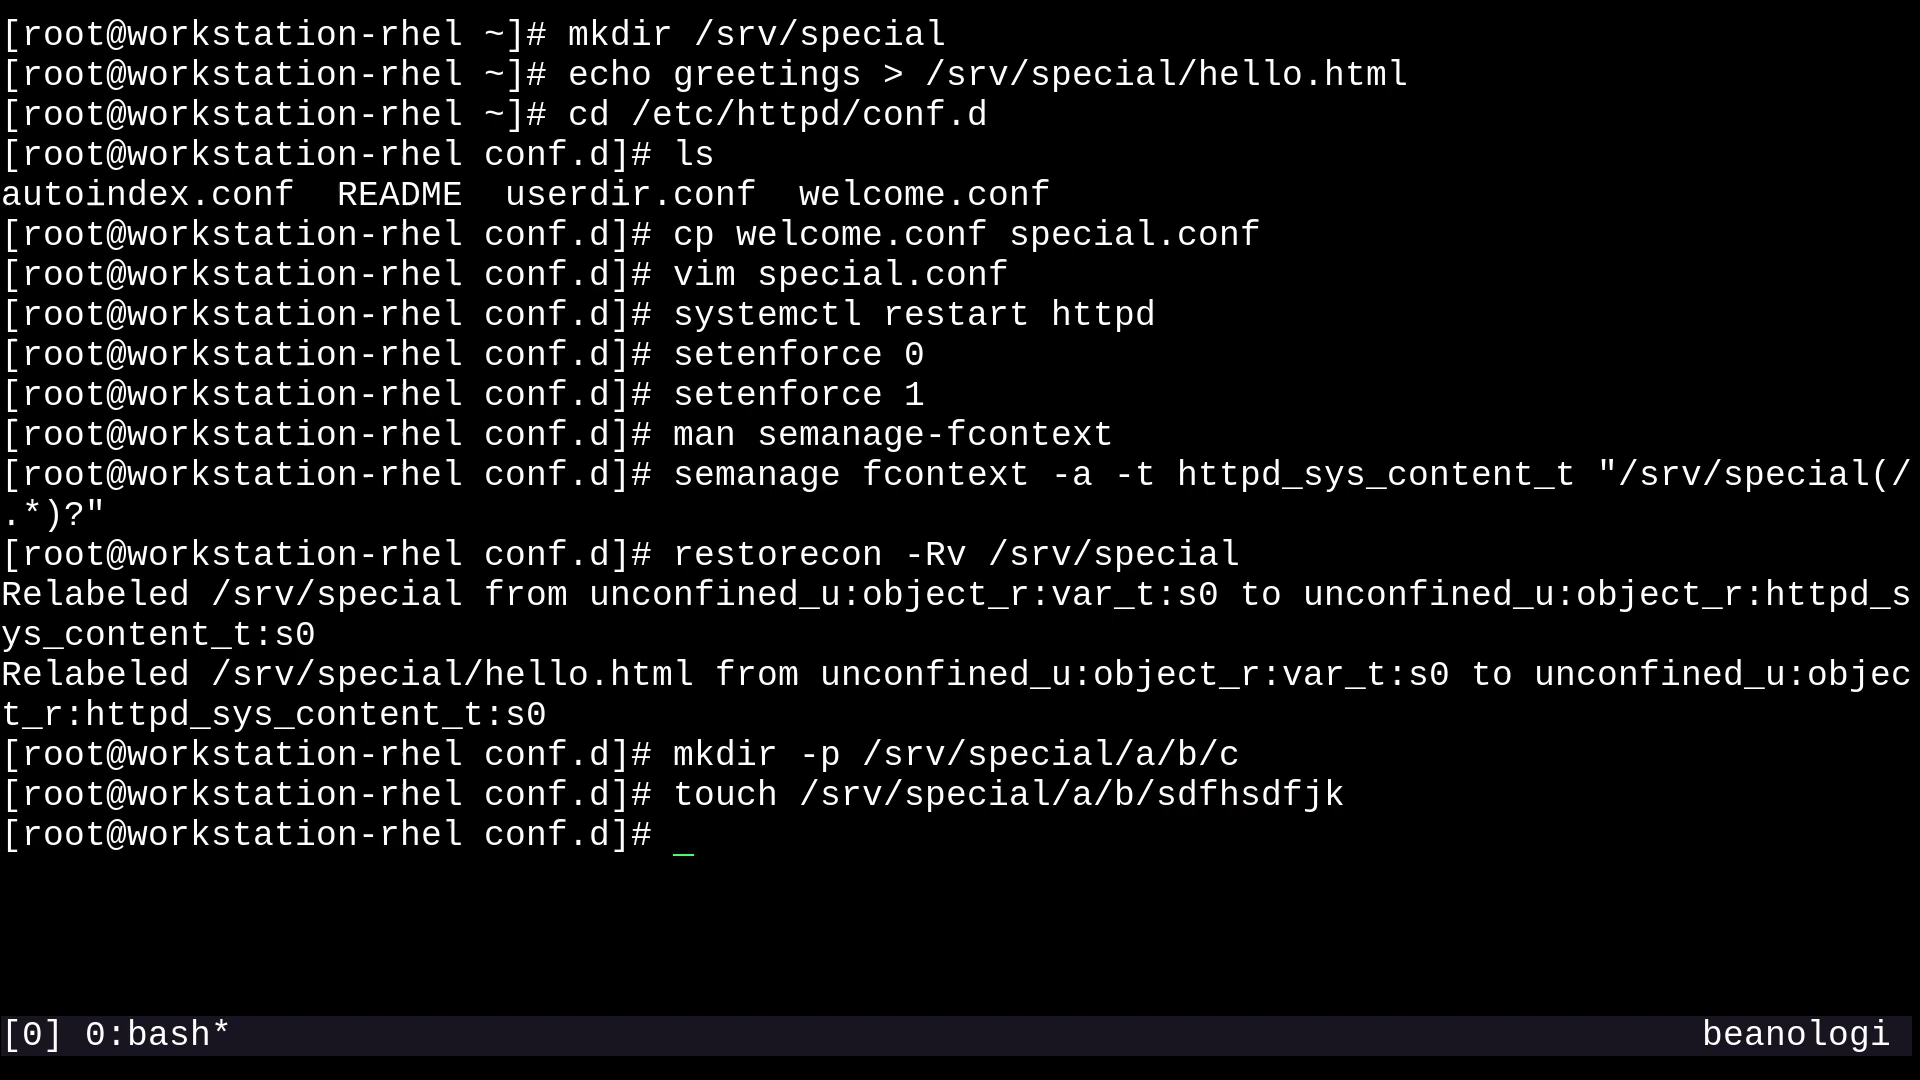 [root@workstation-rhel ~]# mkdir /srv/special
[root@workstation-rhel ~]# echo greetings > /srv/special/hello.html
[root@workstation-rhel ~]# cd /etc/httpd/conf.d
[root@workstation-rhel conf.d]# ls
autoindex.conf  README  userdir.conf  welcome.conf
[root@workstation-rhel conf.d]# cp welcome.conf special.conf
[root@workstation-rhel conf.d]# vim special.conf
[root@workstation-rhel conf.d]# systemctl restart httpd
[root@workstation-rhel conf.d]# setenforce 0
[root@workstation-rhel conf.d]# setenforce 1
[root@workstation-rhel conf.d]# man semanage-fcontext
[root@workstation-rhel conf.d]# semanage fcontext -a -t httpd_sys_content_t "/srv/special(/
.*)?"
[root@workstation-rhel conf.d]# restorecon -Rv /srv/special
Relabeled /srv/special from unconfined_u:object_r:var_t:s0 to unconfined_u:object_r:httpd_s
ys_content_t:s0
Relabeled /srv/special/hello.html from unconfined_u:object_r:var_t:s0 to unconfined_u:objec
t_r:httpd_sys_content_t:s0
[root@workstation-rhel conf.d]# mkdir -p /srv/special/a/b/c
[root@workstation-rhel conf.d]# touch /srv/special/a/b/sdfhsdfjk
[root@workstation-rhel conf.d]# _
[0] 0:bash* beanologi